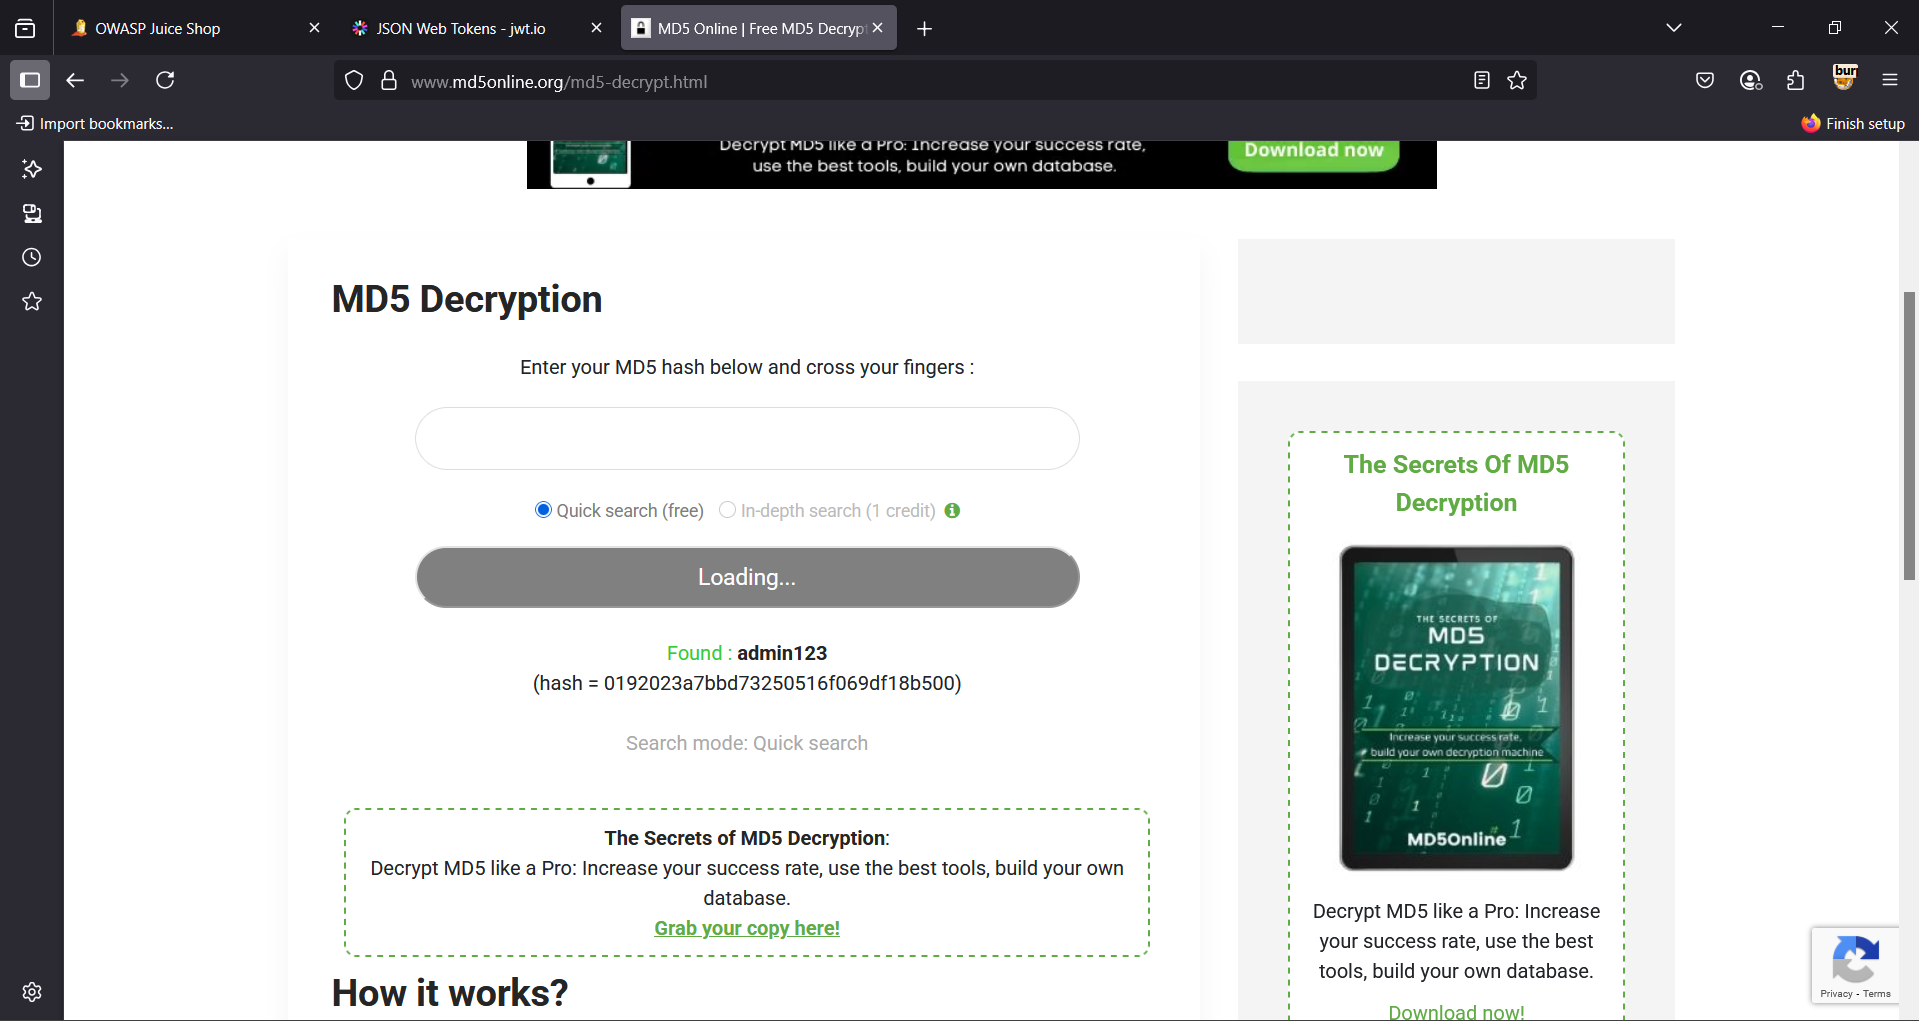 OWASP Juice Shop
JSON Web Tokens - jwt.io
MD5 Online | Free MD5 Decrypt
www.md5online.org/md5-decrypt.html
bur
Import bookmarks...
Finish setup
Decrypt MD5 like a Pro: Increase your success rate,
use the best tools, build your own database.
Download now
MD5 Decryption
Enter your MD5 hash below and cross your fingers :
Quick search (free)
In-depth search (1 credit)
Loading...
Found : admin123
(hash = 0192023a7bbd73250516f069df18b500)
Search mode: Quick search
The Secrets of MD5 Decryption:
Decrypt MD5 like a Pro: Increase your success rate, use the best tools, build your own
database.
Grab your copy here!
How it works?
The Secrets Of MD5
Decryption
THE SECRETS OF
MD5
DECRYPTION
Increase your success rate,
build your own decryption machine
MD5Online
Decrypt MD5 like a Pro: Increase
your success rate, use the best
tools, build your own database.
Download now!
Privacy - Terms